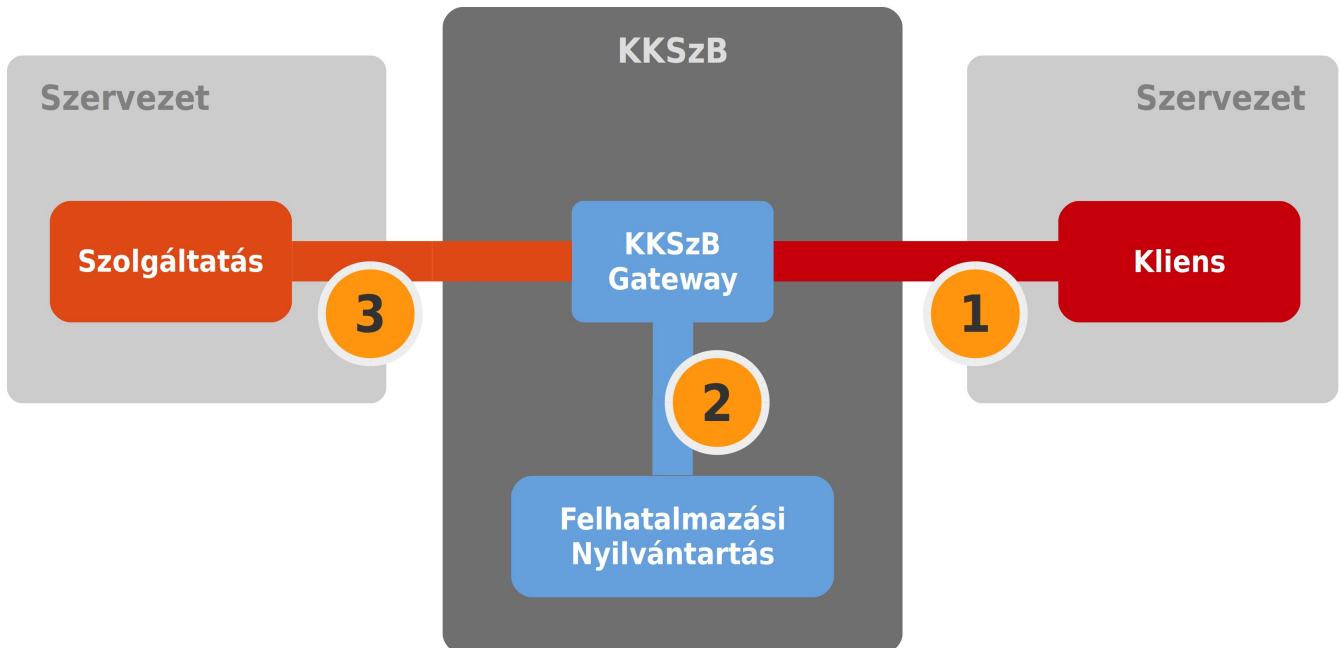 KKSzB
Szervezet
Szervezet
Szolgáltatás
KKSzB
Gateway
Kliens
3
1
2
Felhatalmazási
Nyilvántartás